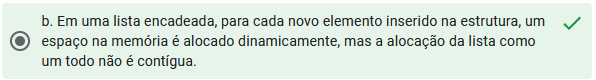 b. Em uma lista encadeada, para cada novo elemento inserido na estrutura, um
espaço na memória é alocado dinamicamente, mas a alocação da lista como
um todo não é contígua.